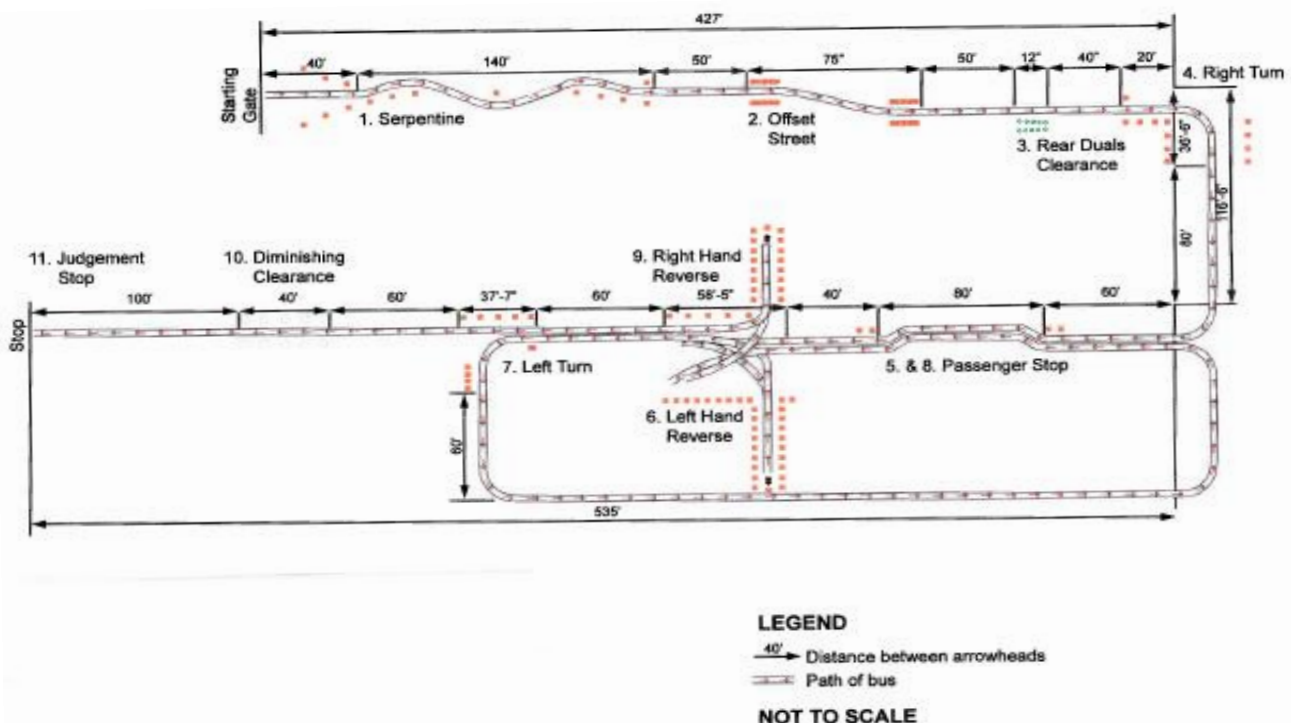 427'
40'
140'
50'
75"
50'
12"
40"
20'
4. Right Turn
Starting
Gate
1. Serpentine
2. Offset
Street
3. Rear Duals
Clearance
36'-6"
116'-6"
80'
11. Judgement
Stop
10. Diminishing
Clearance
9. Right Hand
Reverse
100'
40'
60'
37'-7"
60'
56'-5"
40'
80'
60'
Stop
7. Left Turn
5. & 8. Passenger Stop
6. Left Hand
Reverse
60'
535'
LEGEND
40'
Distance between arrowheads
Path of bus
NOT TO SCALE